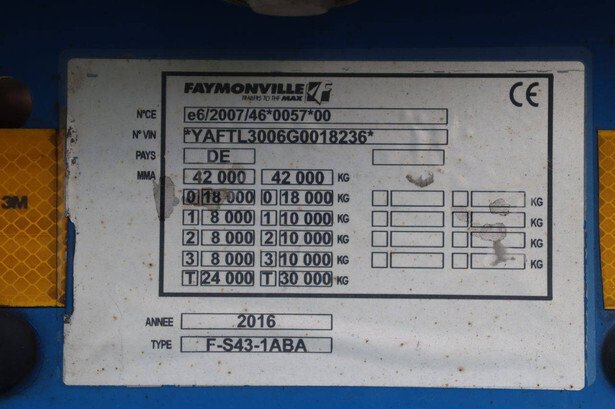 FAYMONVILLE
TRAILERS TO THE MAX
CE
N°CE e6/2007/46*0057*00
N° VIN *YAFTL3006G0018236*
PAYS DE
MMA 42 000 42 000 KG
0 18 000 0 18 000 KG KG
1 8 000 1 10 000 KG KG
2 8 000 2 10 000 KG KG
3 8 000 3 10 000 KG KG
T 24 000 T 30 000 KG
ANNEE 2016
TYPE F-S43-1ABA
3M